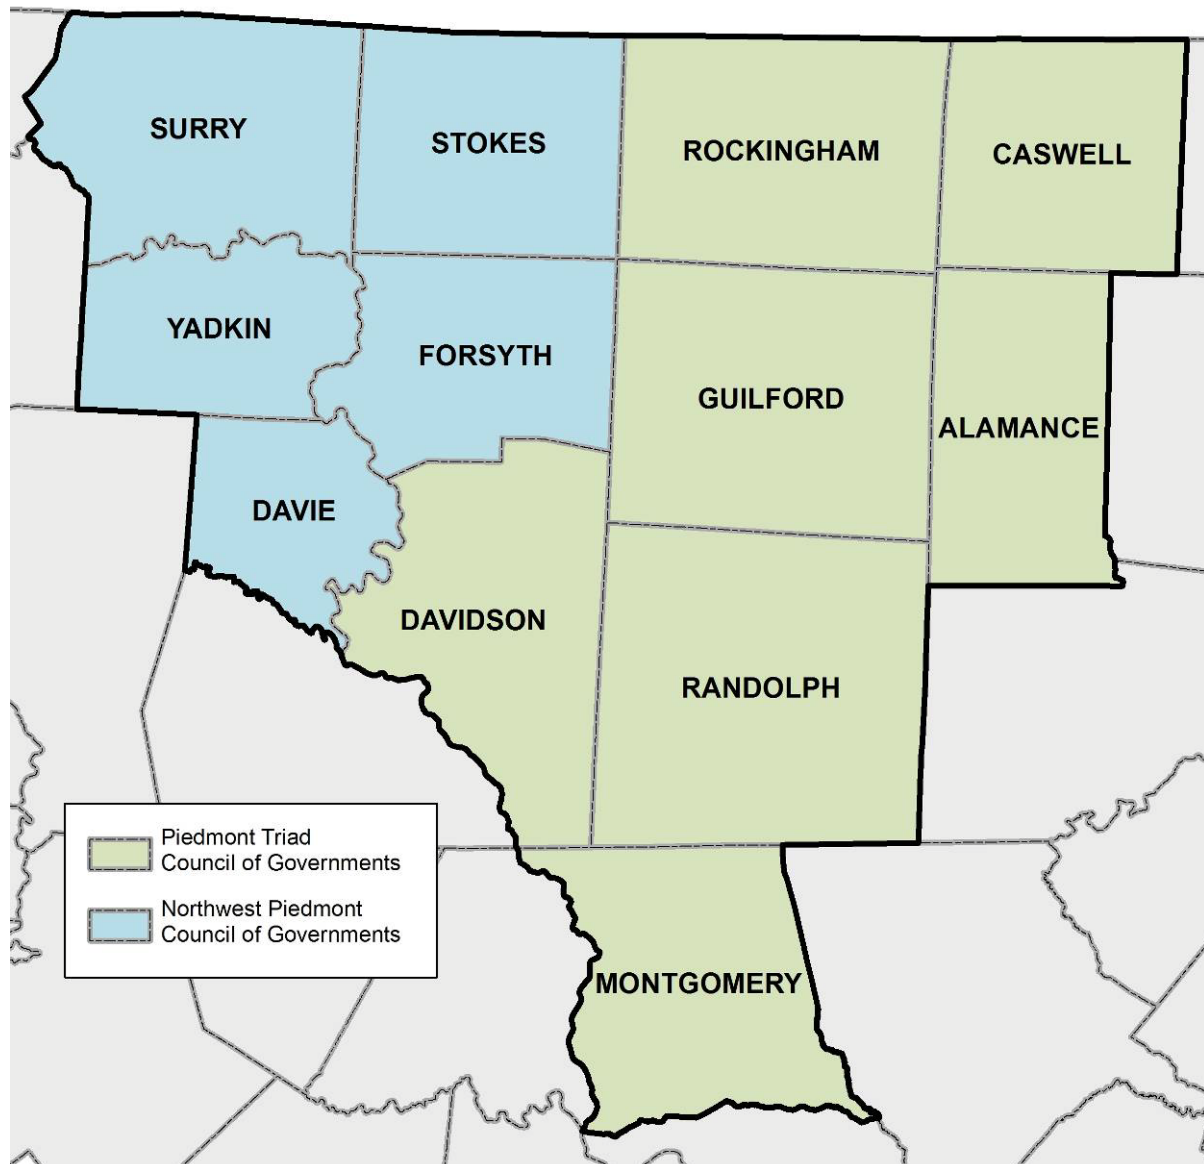 SURRY
STOKES
ROCKINGHAM
CASWELL
YADKIN
FORSYTH
GUILFORD
ALAMANCE
DAVIE
DAVIDSON
RANDOLPH
Piedmont Triad
Council of Governments
Northwest Piedmont
Council of Governments
MONTGOMERY